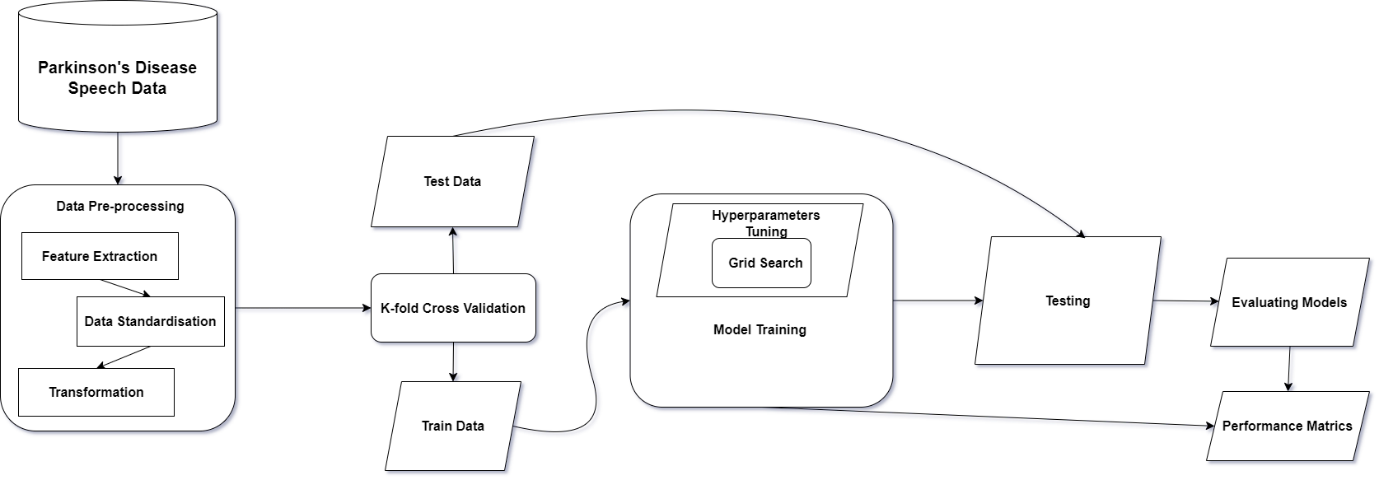 Parkinson's Disease
Speech Data
Data Pre-processing
Feature Extraction
Data Standardisation
Transformation
Test Data
K-fold Cross Validation
Train Data
Hyperparameters
Tuning
Grid Search
Model Training
Testing
Evaluating Models
Performance Matrics